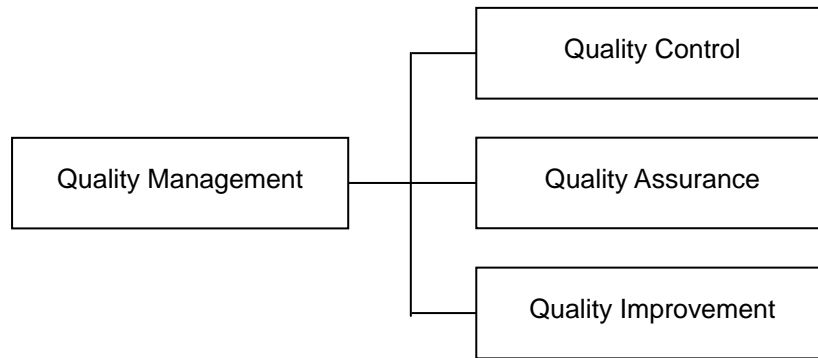 Quality Control
Quality Management
Quality Assurance
Quality Improvement